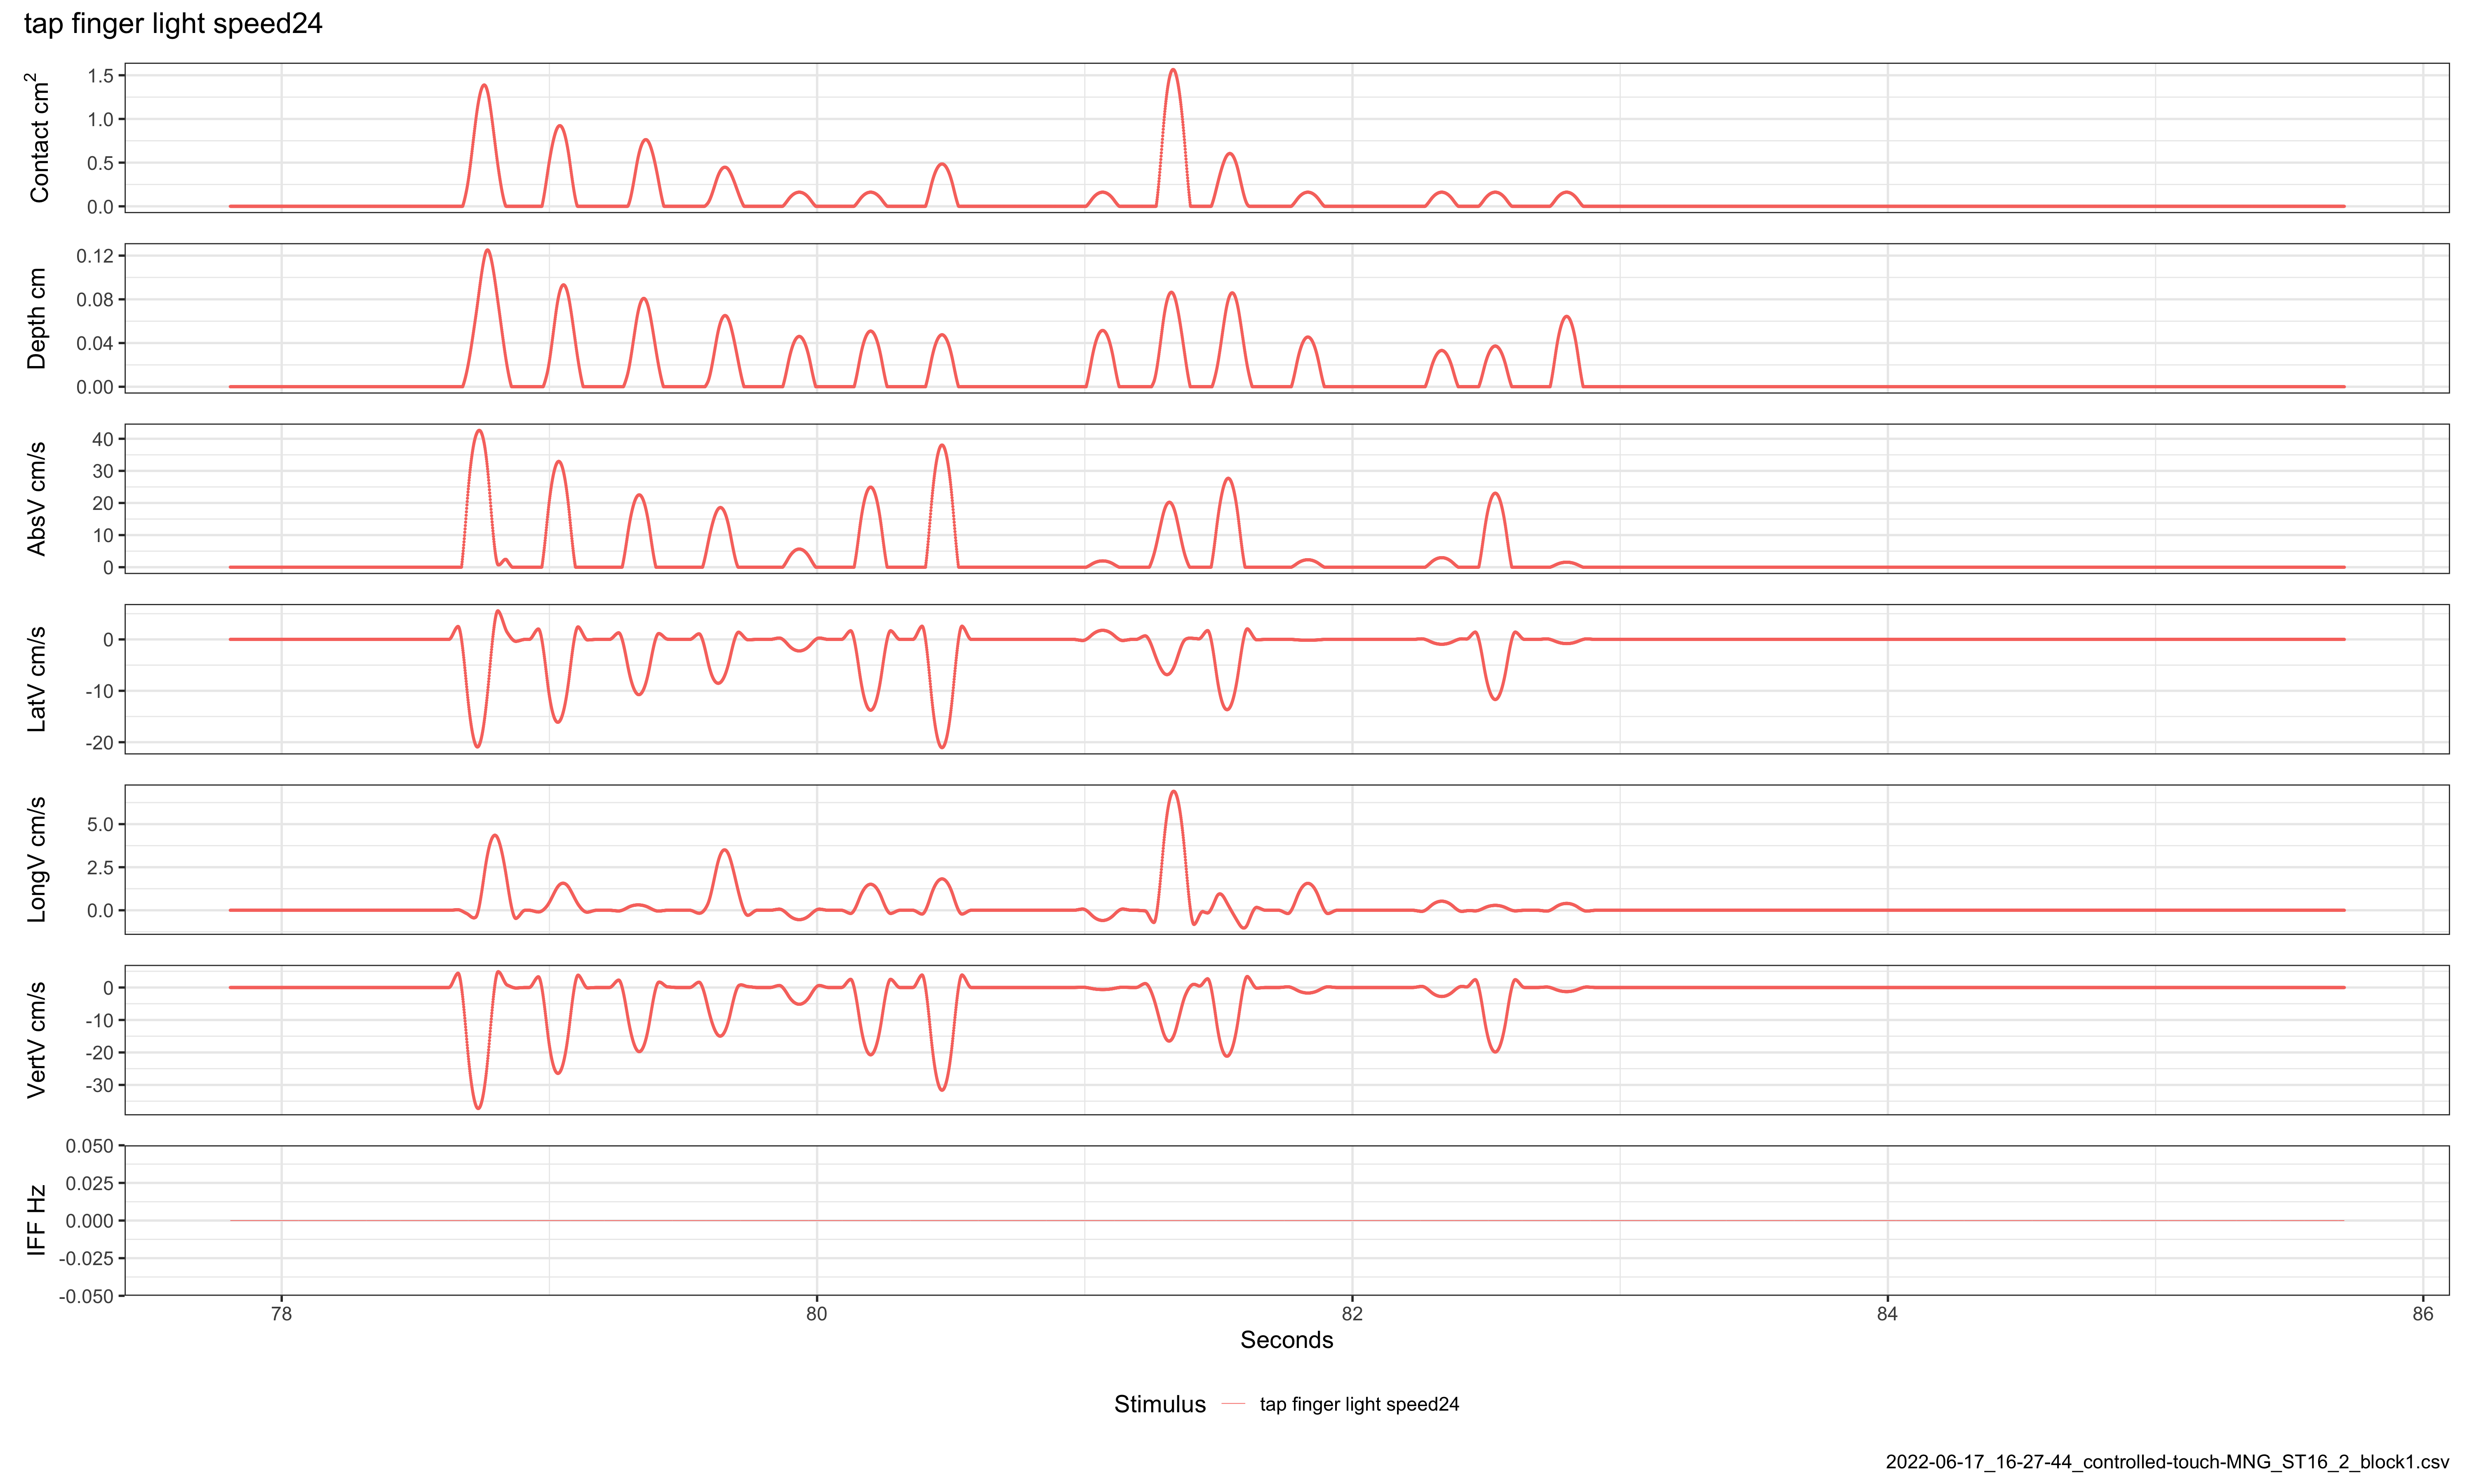 tap finger light speed24
Contact cm²
1.5
1.0
0.5
0.0
Depth cm
0.12
0.08
0.04
0.00
AbsV cm/s
40
30
20
10
0
LatV cm/s
0
-10
-20
LongV cm/s
5.0
2.5
0.0
VertV cm/s
0
-10
-20
-30
IFF Hz
0.050
0.025
0.000
-0.025
-0.050
78 80 82 84 86
Seconds
Stimulus tap finger light speed24
2022-06-17_16-27-44_controlled-touch-MNG_ST16_2_block1.csv